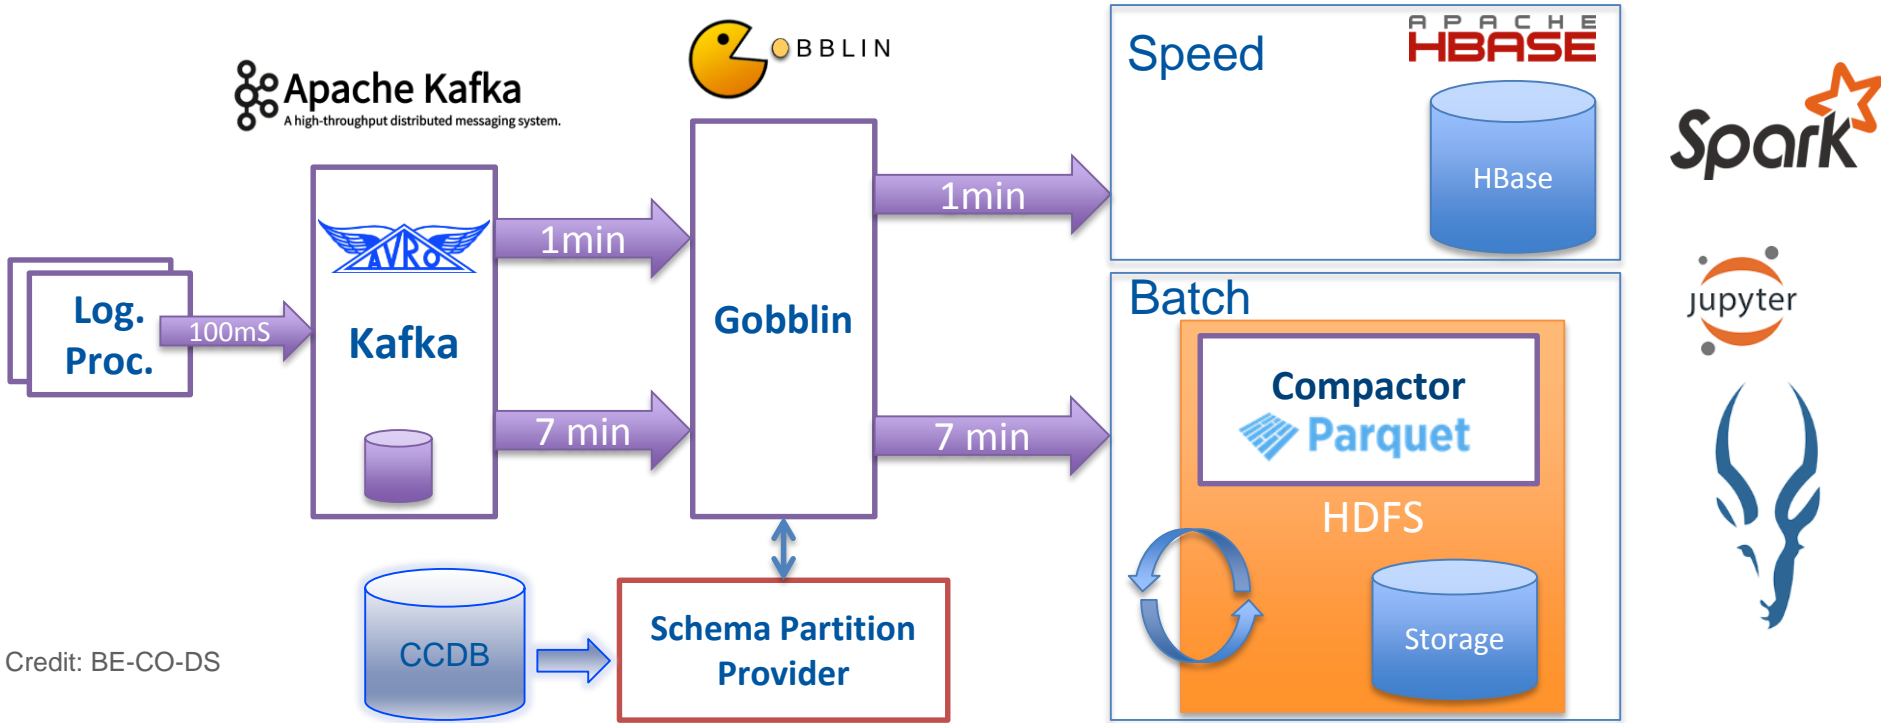 Apache Kafka
A high-throughput distributed messaging system.
OBBLIN
Speed
APACHE
HBASE
HBase
Spark
Log.
Proc.
100mS
AVRO
Kafka
1min
7 min
Gobblin
1min
7 min
Batch
Compactor
Parquet
HDFS
Storage
jupyter
CCDB
Schema Partition
Provider
Credit: BE-CO-DS